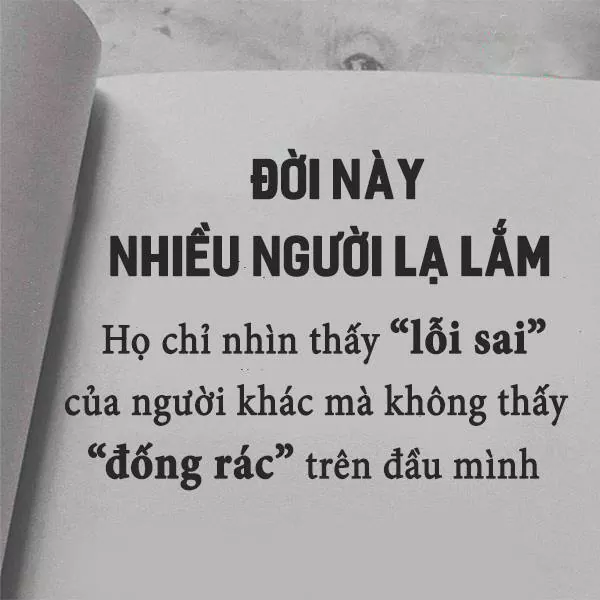 ĐỜI NÀY
NHIỀU NGƯỜI LẠ LẮM
Họ chỉ nhìn thấy “lỗi sai”
của người khác mà không thấy
“đống rác” trên đầu mình